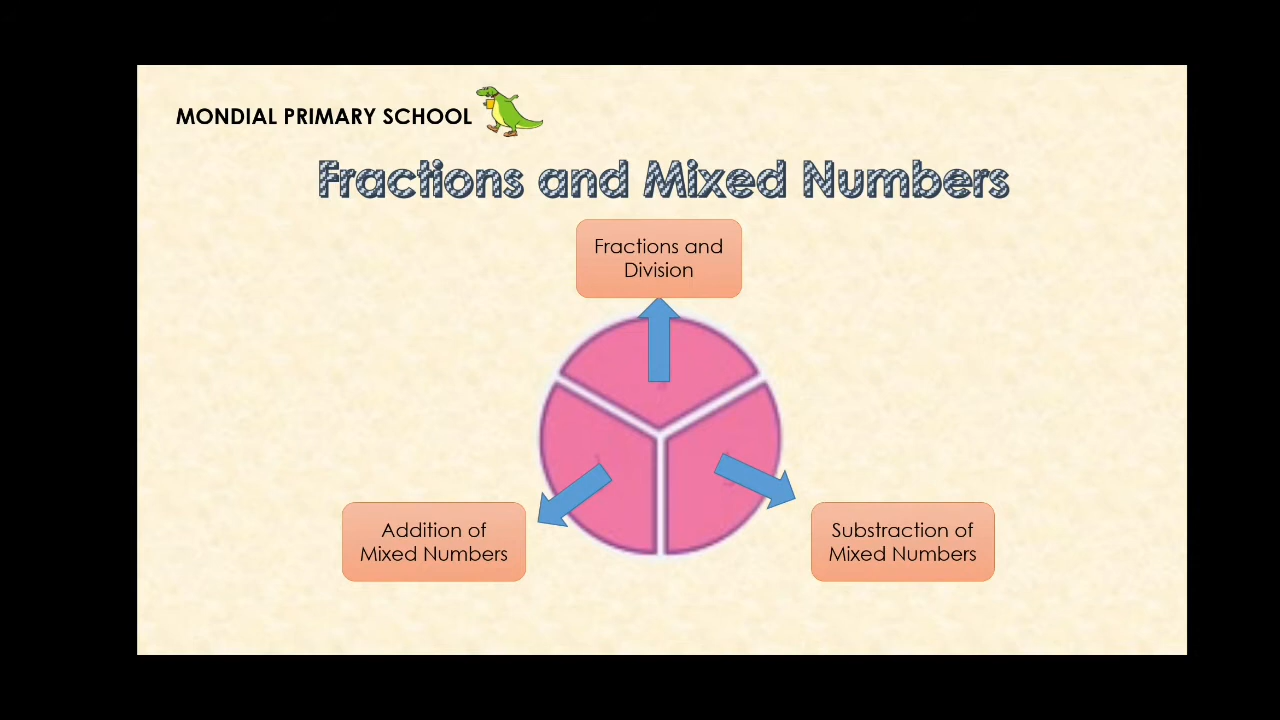 MONDIAL PRIMARY SCHOOL
Fractions and Mixed Numbers
Fractions and
Division
Addition of
Mixed Numbers
Substraction of
Mixed Numbers